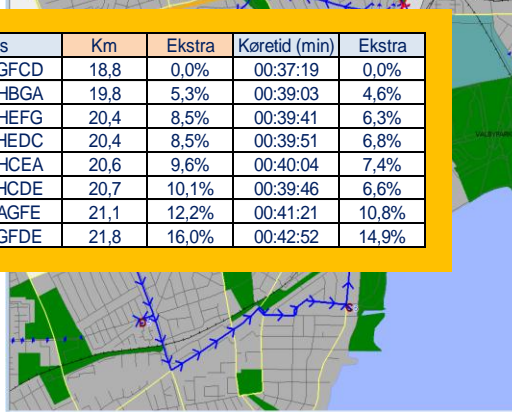 s Km Ekstra Køretid (min) Ekstra
GFCD 18,8 0,0% 00:37:19 0,0%
HBGA 19,8 5,3% 00:39:03 4,6%
HEFG 20,4 8,5% 00:39:41 6,3%
HEDC 20,4 8,5% 00:39:51 6,8%
HCEA 20,6 9,6% 00:40:04 7,4%
HCDE 20,7 10,1% 00:39:46 6,6%
AGFE 21,1 12,2% 00:41:21 10,8%
GFDE 21,8 16,0% 00:42:52 14,9%